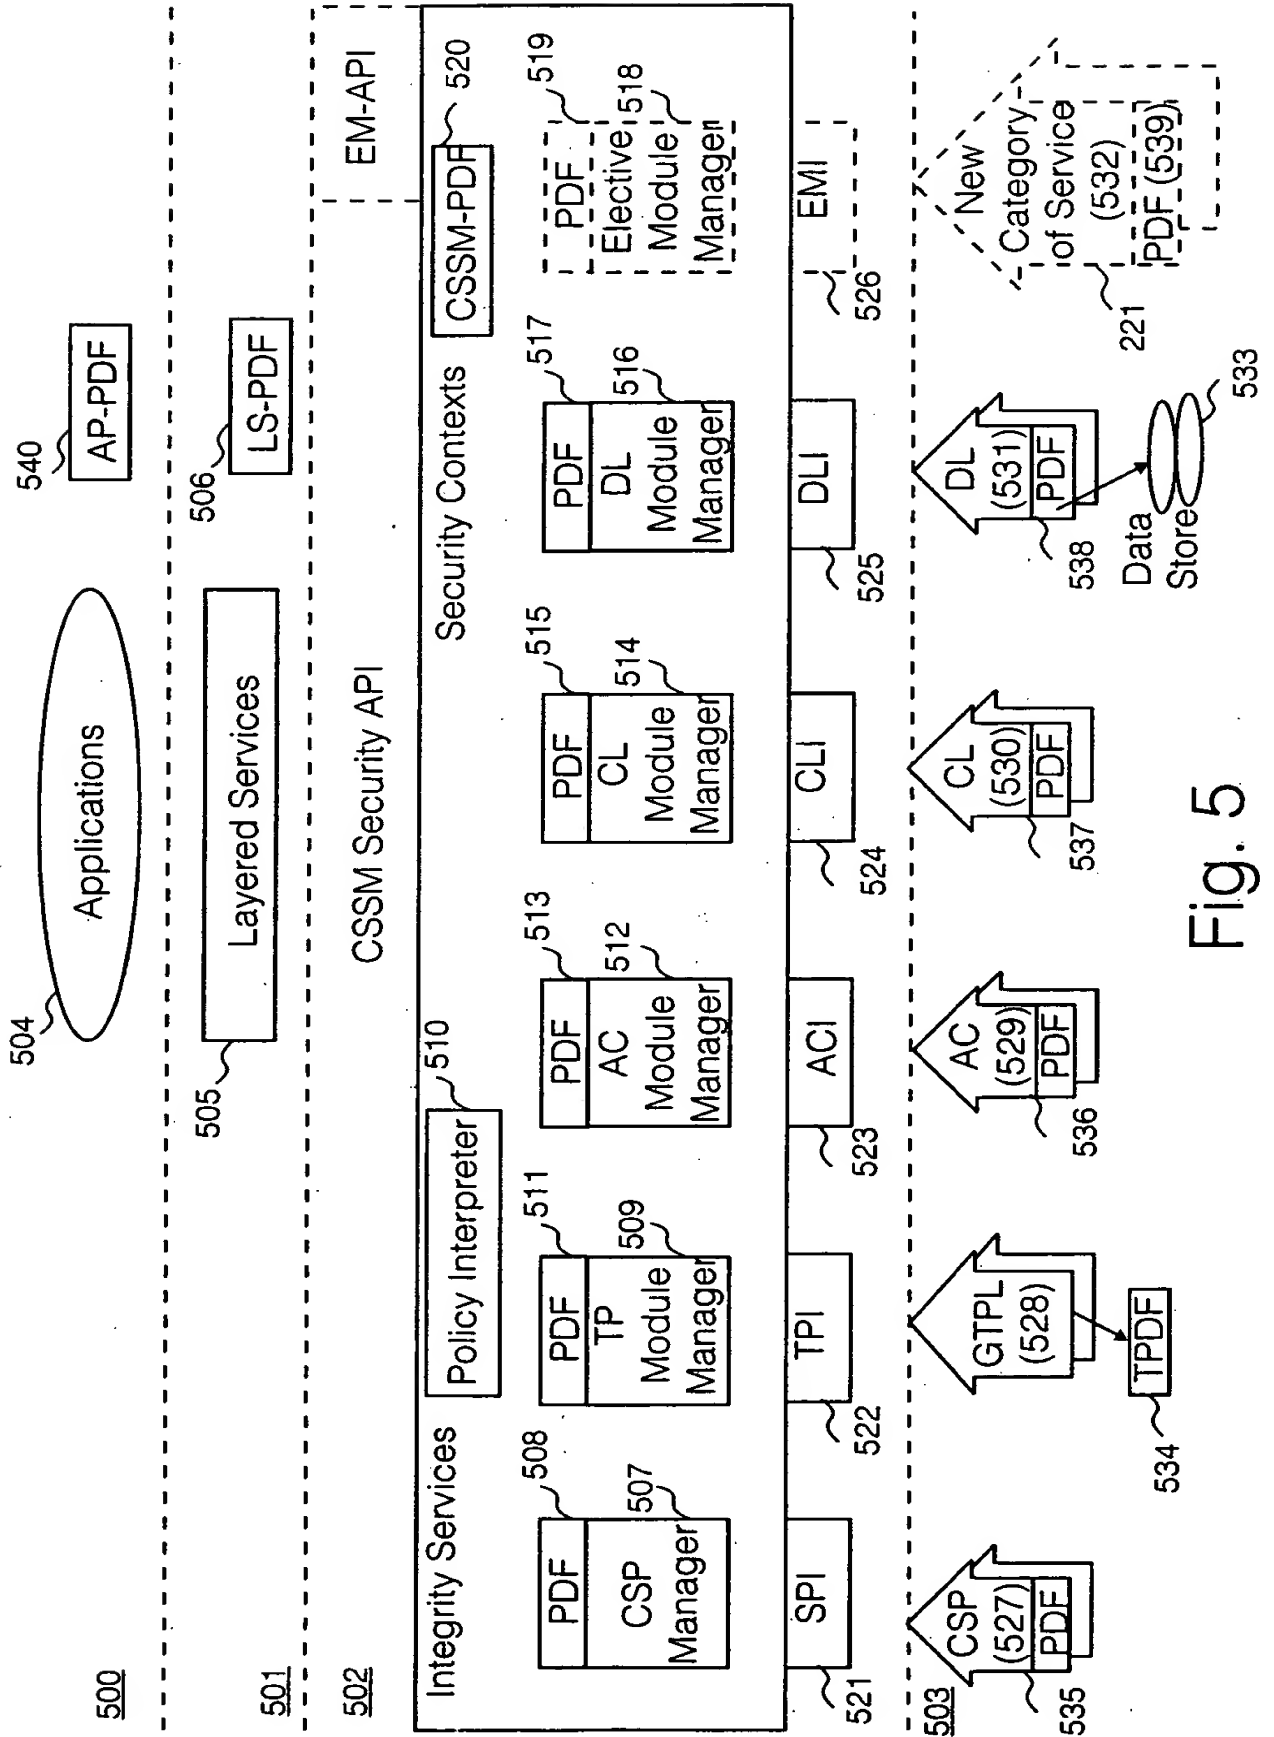 500
504
Applications
540
AP-PDF
501
505
Layered Services
506
LS-PDF
502
CSSM Security API
EM-API
Integrity Services
Policy Interpreter
510
Security Contexts
CSSM-PDF
520
PDF
508
CSP
Manager
507
PDF
511
TP
Module
Manager
509
PDF
513
AC
Module
Manager
512
PDF
515
CL
Module
Manager
514
PDF
517
DL
Module
Manager
516
PDF
519
Elective
Module
Manager
518
SPI
521
TPI
522
ACI
523
CLI
524
DLI
525
EMI
526
503
CSP
(527)
PDF
535
GTPL
(528)
TPDF
534
AC
(529)
PDF
536
CL
(530)
PDF
537
DL
(531)
PDF
538
Data
Store
533
New
Category
of Service
(532)
PDF (539)
221
Fig. 5